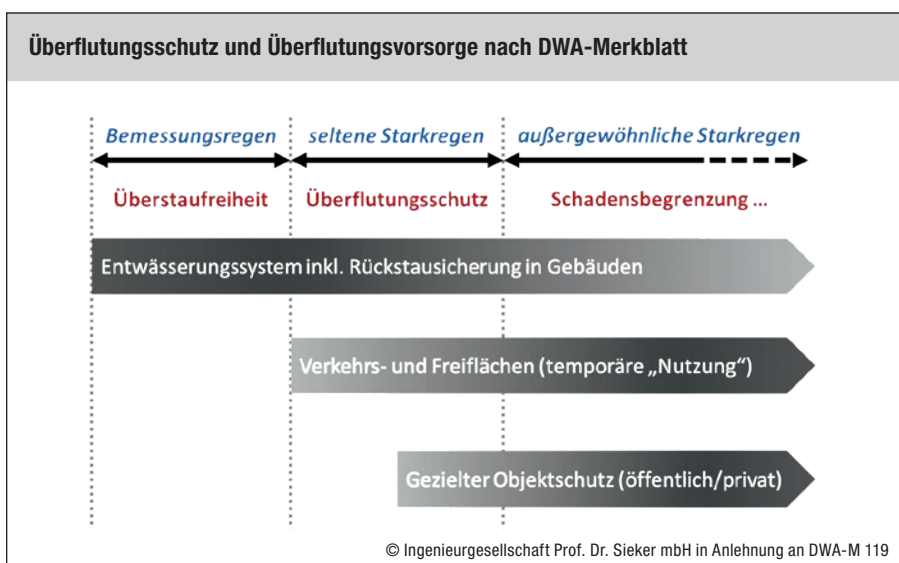 Überflutungsschutz und Überflutungsvorsorge nach DWA-Merkblatt
Bemessungsregen seltene Starkregen außergewöhnliche Starkregen
Überstaufreiheit Überflutungsschutz Schadensbegrenzung ...
Entwässerungssystem inkl. Rückstausicherung in Gebäuden
Verkehrs- und Freiflächen (temporäre „Nutzung“)
Gezielter Objektschutz (öffentlich/privat)
© Ingenieurgesellschaft Prof. Dr. Sieker mbH in Anlehnung an DWA-M 119